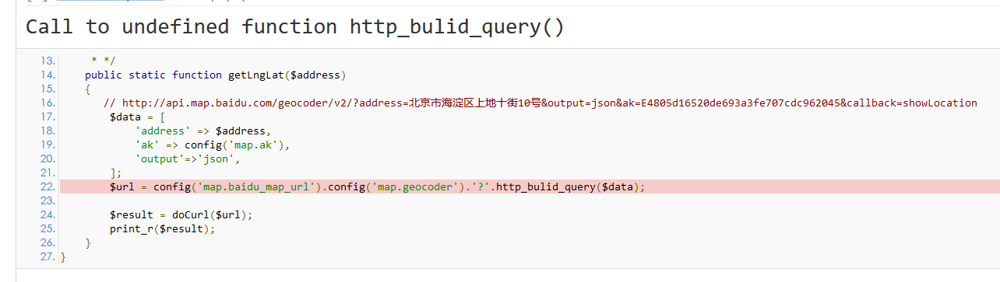 Call to undefined function http_bulid_query()
13.     * */
14.    public static function getLngLat($address)
15.    {
16.       // http://api.map.baidu.com/geocoder/v2/?address=北京市海淀区上地十街10号&output=json&ak=E4805d16520de693a3fe707cdc962045&callback=showLocation
17.        $data = [
18.            'address' => $address,
19.            'ak' => config('map.ak'),
20.            'output'=>'json',
21.        ];
22.        $url = config('map.baidu_map_url').config('map.geocoder').'?'.http_bulid_query($data);
23.
24.        $result = doCurl($url);
25.        print_r($result);
26.    }
27. }